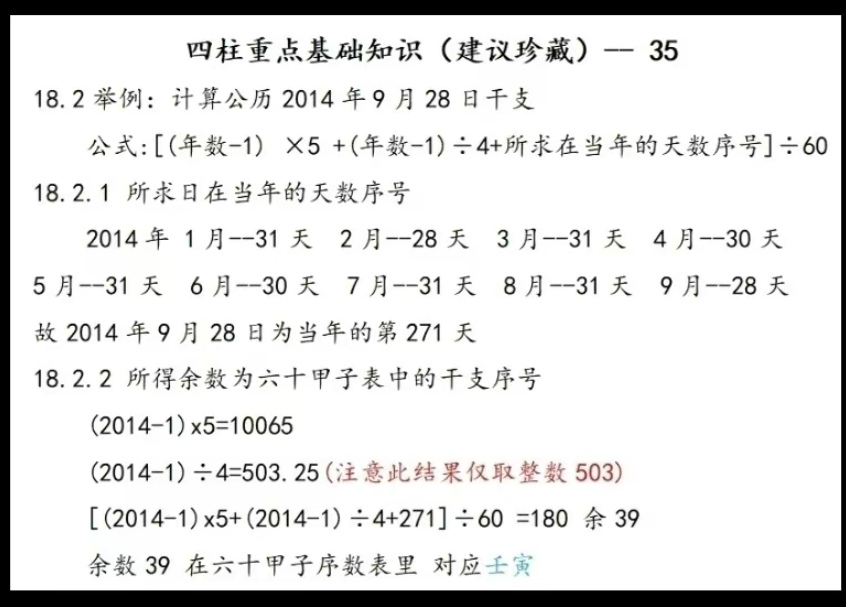 四柱重点基础知识（建议珍藏）-- 35
18.2 举例：计算公历 2014 年 9 月 28 日干支
公式:[(年数-1) ×5 +(年数-1)÷4+所求在当年的天数序号]÷60
18.2.1 所求日在当年的天数序号
2014 年 1 月--31 天 2 月--28 天 3 月--31 天 4 月--30 天
5 月--31 天 6 月--30 天 7 月--31 天 8 月--31 天 9 月--28 天
故 2014 年 9 月 28 日为当年的第 271 天
18.2.2 所得余数为六十甲子表中的干支序号
(2014-1)x5=10065
(2014-1)÷4=503.25(注意此结果仅取整数 503)
[(2014-1)x5+(2014-1)÷4+271]÷60 =180 余 39
余数 39 在六十甲子序数表里 对应壬寅